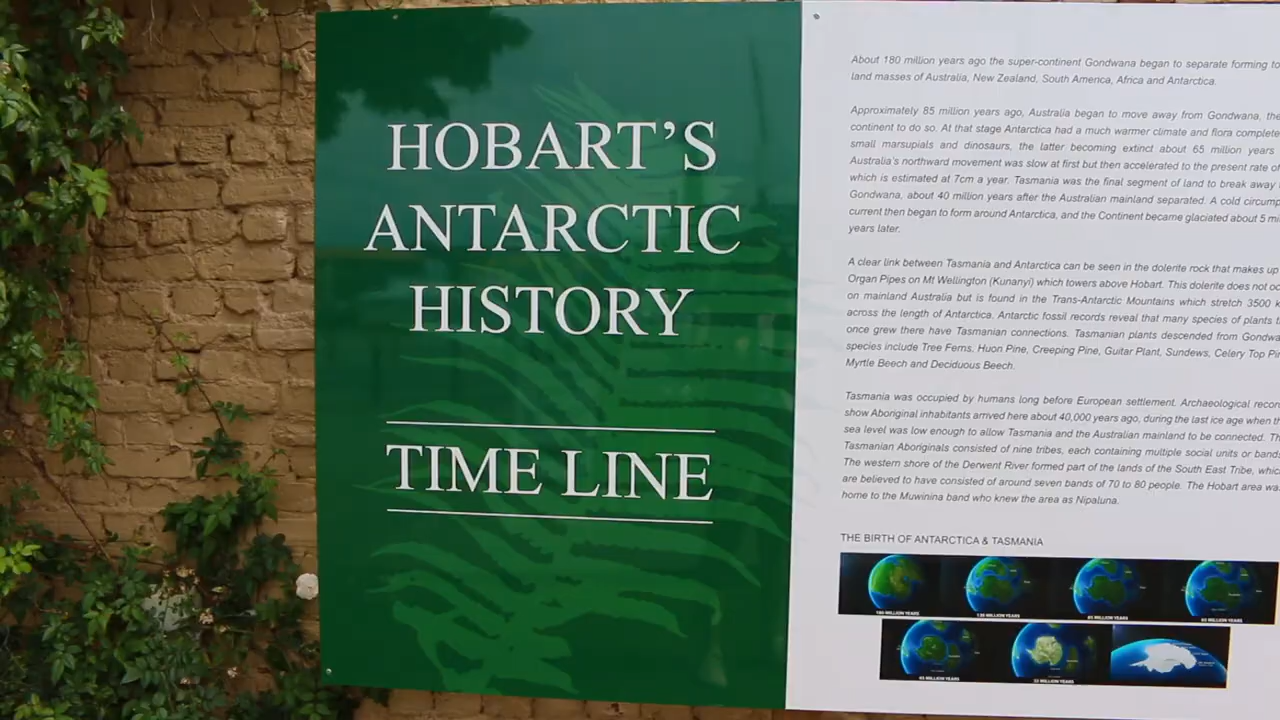 HOBART'S
ANTARCTIC
HISTORY
TIME LINE
About 180 million years ago the super-continent Gondwana began to separate forming to
land masses of Australia, New Zealand, South America, Africa and Antarctica.
Approximately 85 million years ago, Australia began to move away from Gondwana, the
continent to do so. At that stage Antarctica had a much warmer climate and flora complete
small marsupials and dinosaurs, the latter becoming extinct about 65 million years
Australia's northward movement was slow at first but then accelerated to the present rate of
which is estimated at 7cm a year. Tasmania was the final segment of land to break away
Gondwana, about 40 million years after the Australian mainland separated. A cold circump
current then began to form around Antarctica, and the Continent became glaciated about 5 m
years later.
A clear link between Tasmania and Antarctica can be seen in the dolerite rock that makes up
Organ Pipes on Mt Wellington (Kunanyi) which towers above Hobart. This dolerite does not oc
on mainland Australia but is found in the Trans-Antarctic Mountains which stretch 3500
across the length of Antarctica. Antarctic fossil records reveal that many species of plants
once grew there have Tasmanian connections. Tasmanian plants descended from Gondwa
species include Tree Ferns, Huon Pine, Creeping Pine, Guitar Plant, Sundews, Celery Top Pi
Myrtle Beech and Deciduous Beech.
Tasmania was occupied by humans long before European settlement. Archaeological recor
show Aboriginal inhabitants arrived here about 40,000 years ago, during the last ice age when th
sea level was low enough to allow Tasmania and the Australian mainland to be connected. Th
Tasmanian Aboriginals consisted of nine tribes, each containing multiple social units or bands
The western shore of the Derwent River formed part of the lands of the South East Tribe, whic
are believed to have consisted of around seven bands of 70 to 80 people. The Hobart area wa
home to the Muwinina band who knew the area as Nipaluna.
THE BIRTH OF ANTARCTICA & TASMANIA
180 MILLION YEARS
MILLION YEARS
85 MILLION YEARS
MILLION YEARS
MILLION YEARS
MILLION YEARS